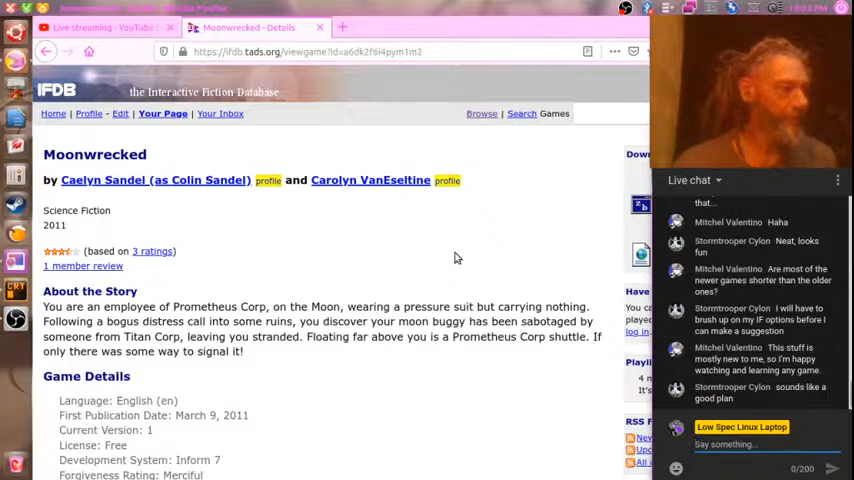 10:03 PM
Live streaming - YouTube
Moonwrecked - Details
https://ifdb.tads.org/viewgame?id=a6dk2f6i4pym1m2
IFDB the Interactive Fiction Database
Home | Profile - Edit | Your Page | Your Inbox
Browse | Search Games
Moonwrecked
by Caelyn Sandel (as Colin Sandel) profile and Carolyn VanEseltine profile
Science Fiction
2011
(based on 3 ratings)
1 member review
About the Story
You are an employee of Prometheus Corp, on the Moon, wearing a pressure suit but carrying nothing.
Following a bogus distress call into some ruins, you discover your moon buggy has been sabotaged by
someone from Titan Corp, leaving you stranded. Floating far above you is a Prometheus Corp shuttle. If
only there was some way to signal it!
Game Details
Language: English (en)
First Publication Date: March 9, 2011
Current Version: 1
License: Free
Development System: Inform 7
Forgiveness Rating: Merciful
Down
zb
Have
You c
played
log in.
Playli
4 n
RSS F
New
Upd
All u
CRT
Live chat
that...
Mitchel Valentino Haha
Stormtrooper Cylon Neat, looks
fun
Mitchel Valentino Are most of the
newer games shorter than the older
ones?
Stormtrooper Cylon I will have to
brush up on my IF options before I
can make a suggestion
Mitchel Valentino This stuff is
mostly new to me, so I'm happy
watching and learning any game.
Stormtrooper Cylon sounds like a
good plan
Low Spec Linux Laptop
Say something...
0/200